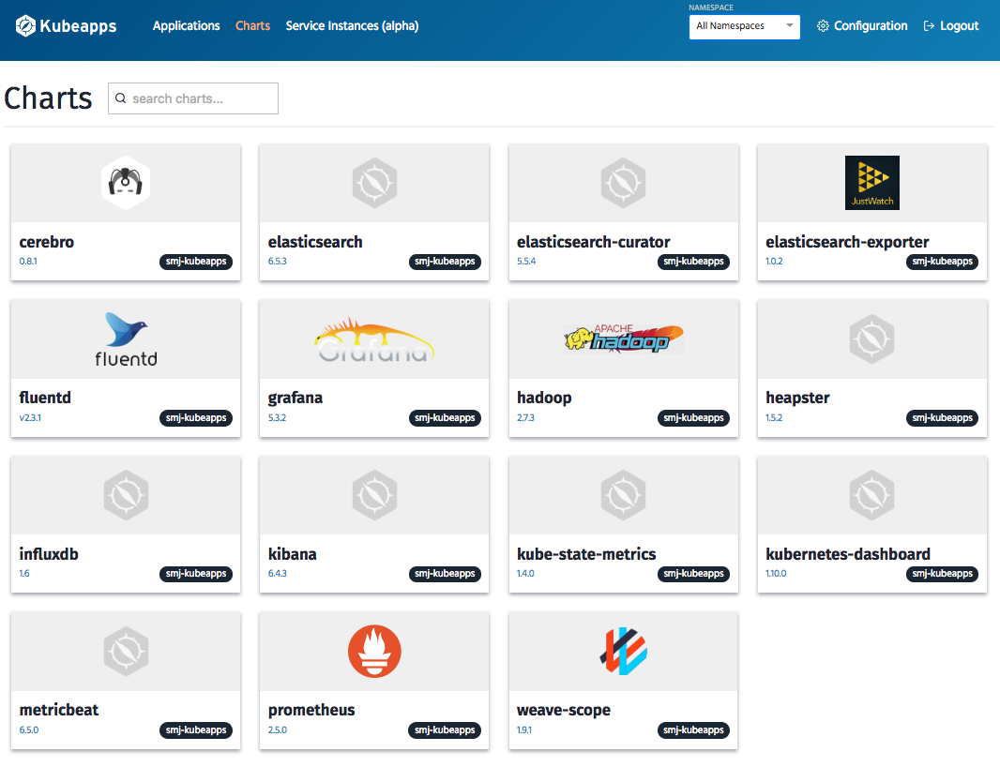 NAMESPACE
Kubeapps Applications Charts Service Instances (alpha) All Namespaces Configuration Logout
Charts search charts...
JustWatch
cerebro elasticsearch elasticsearch-curator elasticsearch-exporter
0.8.1 smj-kubeapps 6.5.3 smj-kubeapps 5.5.4 smj-kubeapps 1.0.2 smj-kubeapps
fluentd Grafana APACHE hadoop
fluentd grafana hadoop heapster
v2.3.1 smj-kubeapps 5.3.2 smj-kubeapps 2.7.3 smj-kubeapps 1.5.2 smj-kubeapps
influxdb kibana kube-state-metrics kubernetes-dashboard
1.6 smj-kubeapps 6.4.3 smj-kubeapps 1.4.0 smj-kubeapps 1.10.0 smj-kubeapps
metricbeat prometheus weave-scope
6.5.0 smj-kubeapps 2.5.0 smj-kubeapps 1.9.1 smj-kubeapps